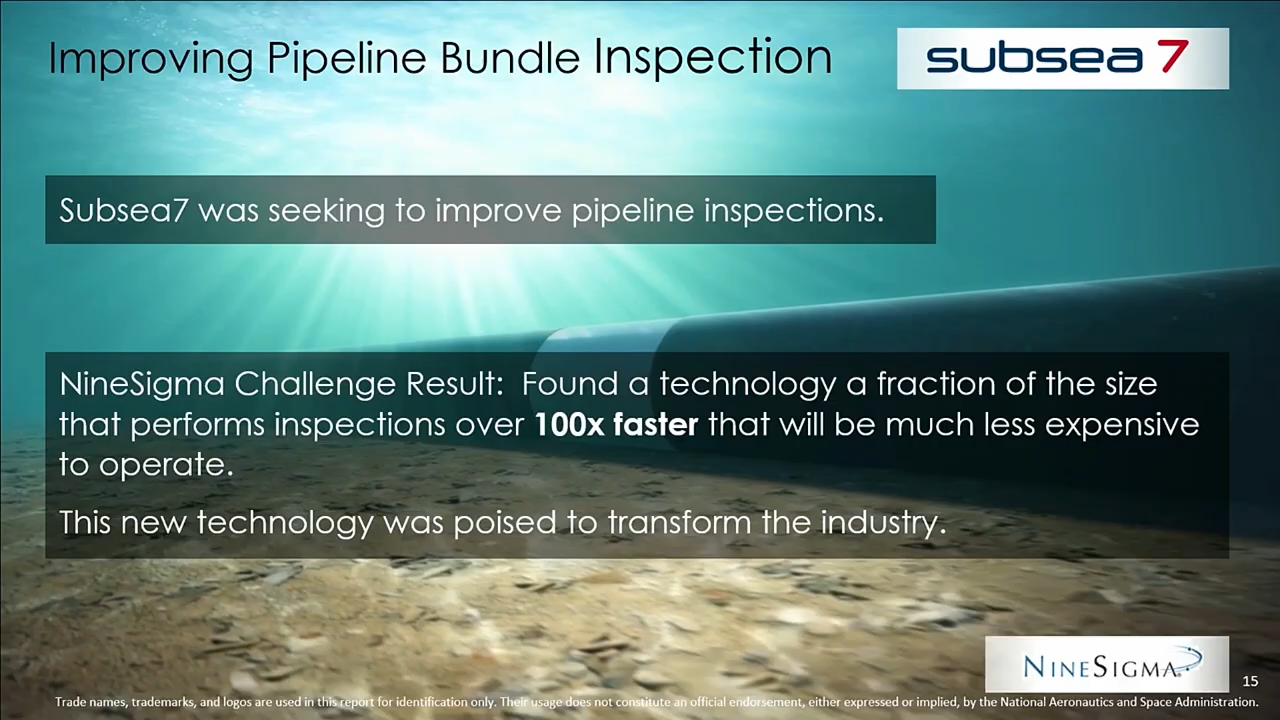 Improving Pipeline Bundle Inspection
subsea 7
Subsea7 was seeking to improve pipeline inspections.
NineSigma Challenge Result:  Found a technology a fraction of the size
that performs inspections over 100x faster that will be much less expensive
to operate.
This new technology was poised to transform the industry.
NINESIGMA®
15
Trade names, trademarks, and logos are used in this report for identification only. Their usage does not constitute an official endorsement, either expressed or implied, by the National Aeronautics and Space Administration.